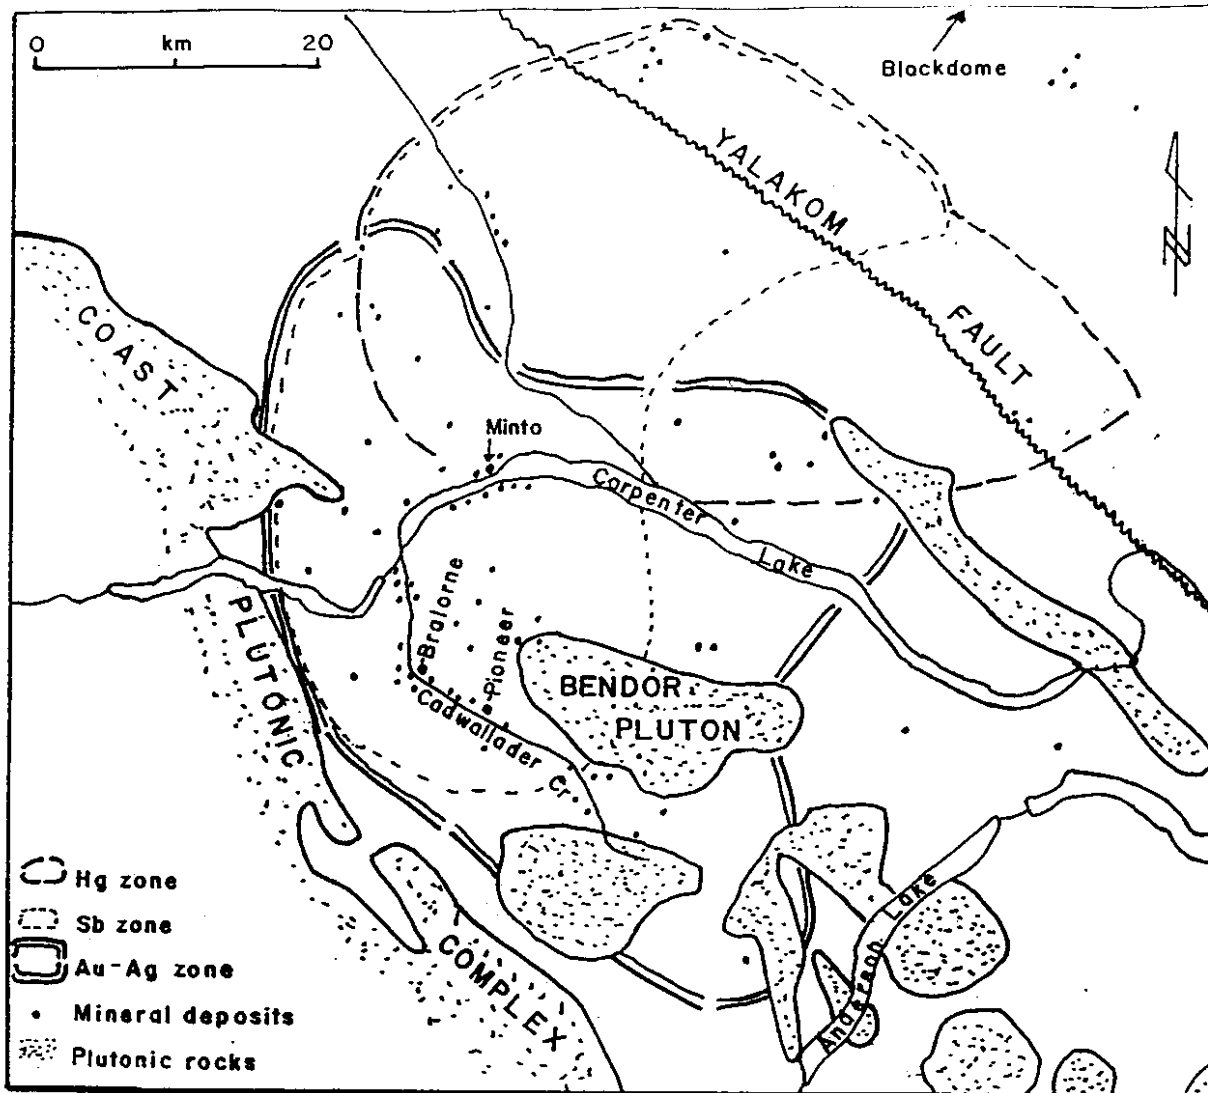 0 km 20
Blackdome
YALAKOM
FAULT
N
COAST
Minto
Carpenter
Lake
Bralorne
Pioneer
Cadwallader Cr
BENDOR
PLUTON
PLUTONIC
COMPLEX
Anderson Lake
Hg zone
Sb zone
Au-Ag zone
Mineral deposits
Plutonic rocks